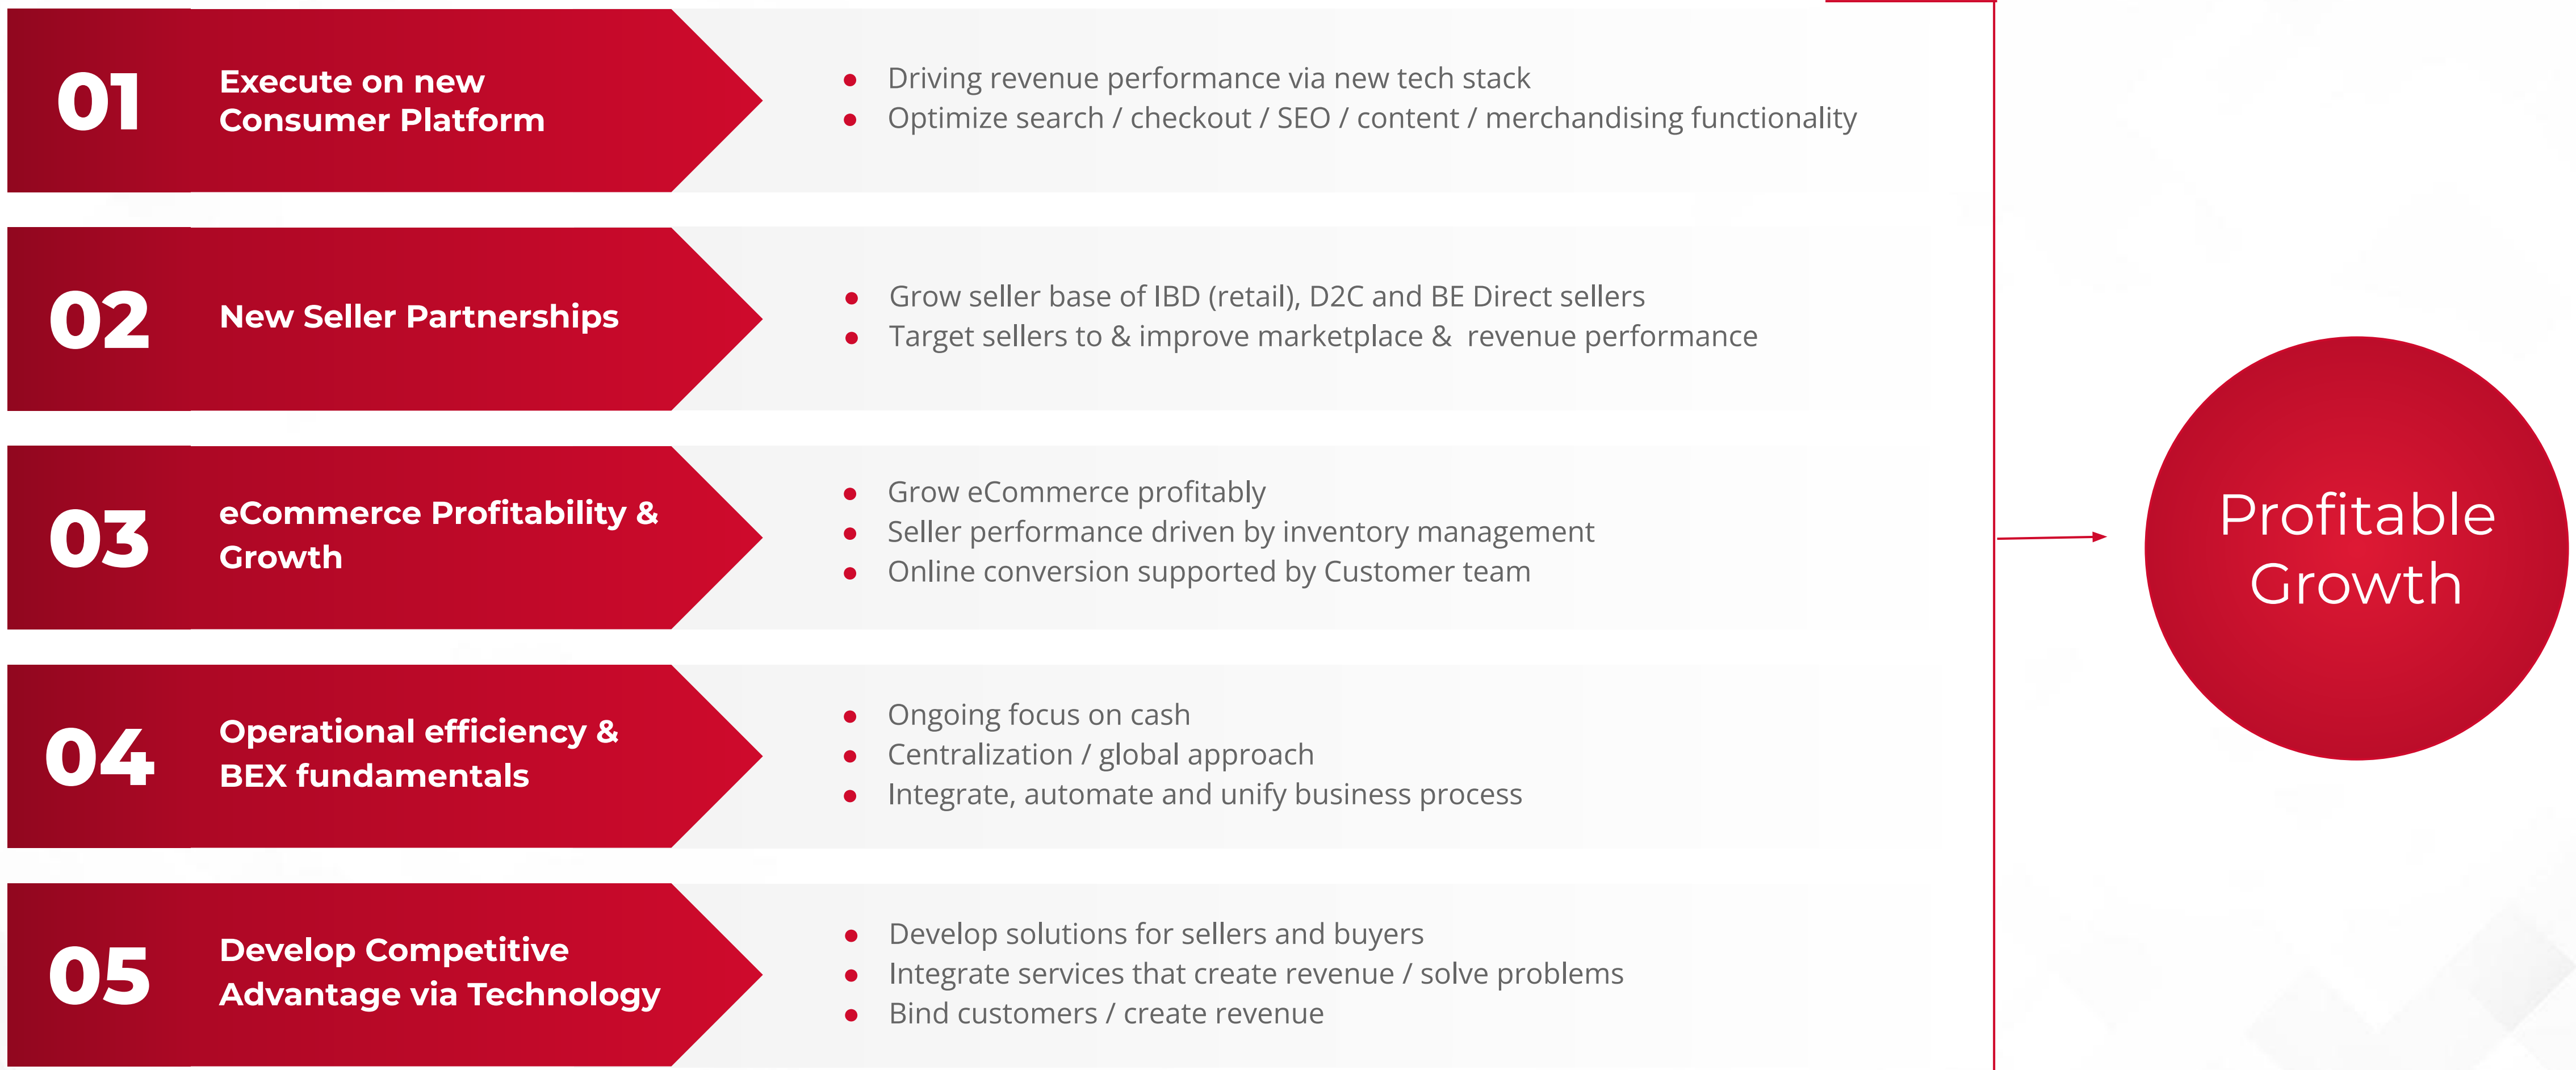 01
Execute on new
Consumer Platform
● Driving revenue performance via new tech stack
● Optimize search / checkout / SEO / content / merchandising functionality
02
New Seller Partnerships
● Grow seller base of IBD (retail), D2C and BE Direct sellers
● Target sellers to & improve marketplace &  revenue performance
03
eCommerce Profitability &
Growth
● Grow eCommerce profitably
● Seller performance driven by inventory management
● Online conversion supported by Customer team
04
Operational efficiency &
BEX fundamentals
● Ongoing focus on cash
● Centralization / global approach
● Integrate, automate and unify business process
05
Develop Competitive
Advantage via Technology
● Develop solutions for sellers and buyers
● Integrate services that create revenue / solve problems
● Bind customers / create revenue
Profitable
Growth